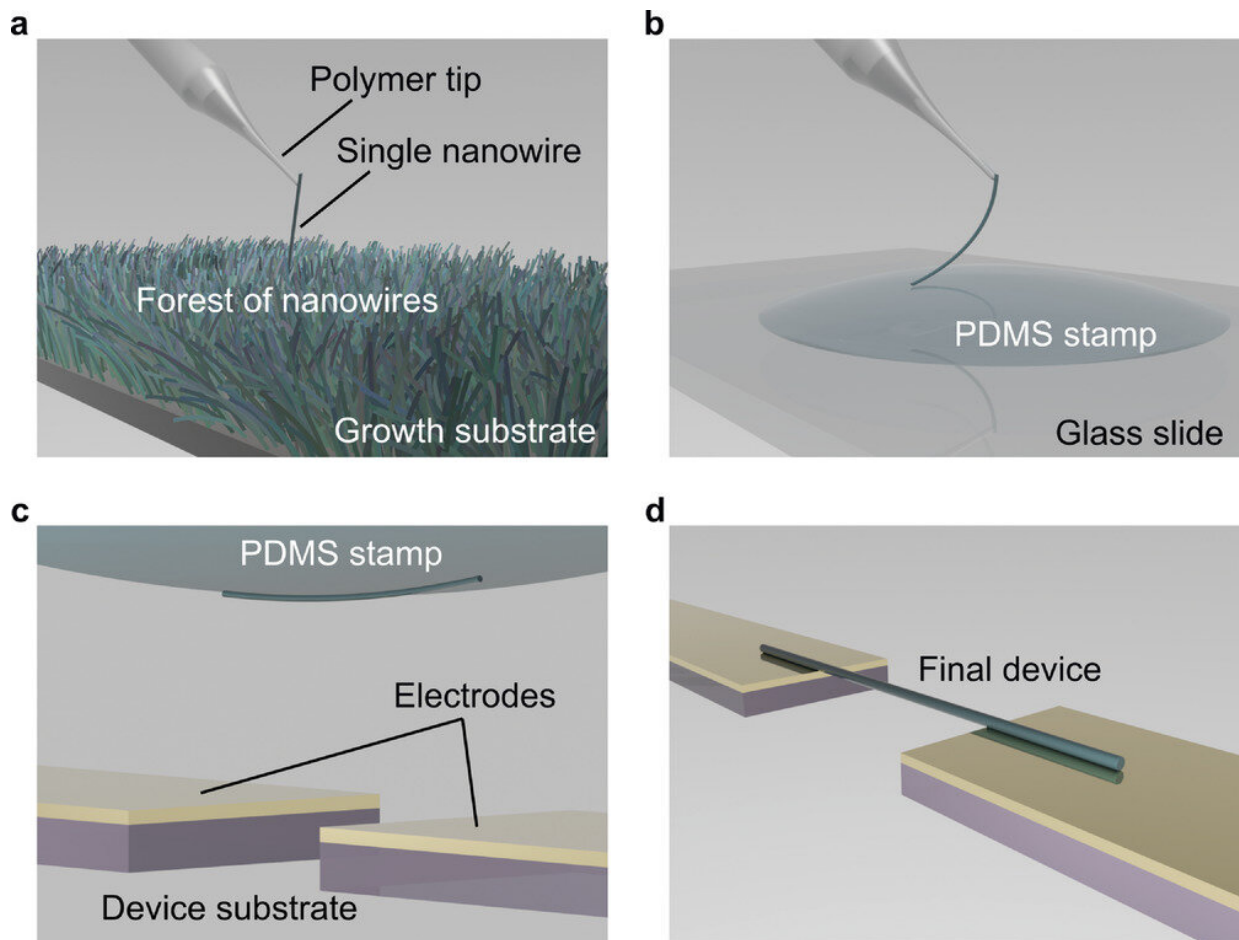 a
Polymer tip
Single nanowire
Forest of nanowires
Growth substrate
b
PDMS stamp
Glass slide
c
PDMS stamp
Electrodes
Device substrate
d
Final device